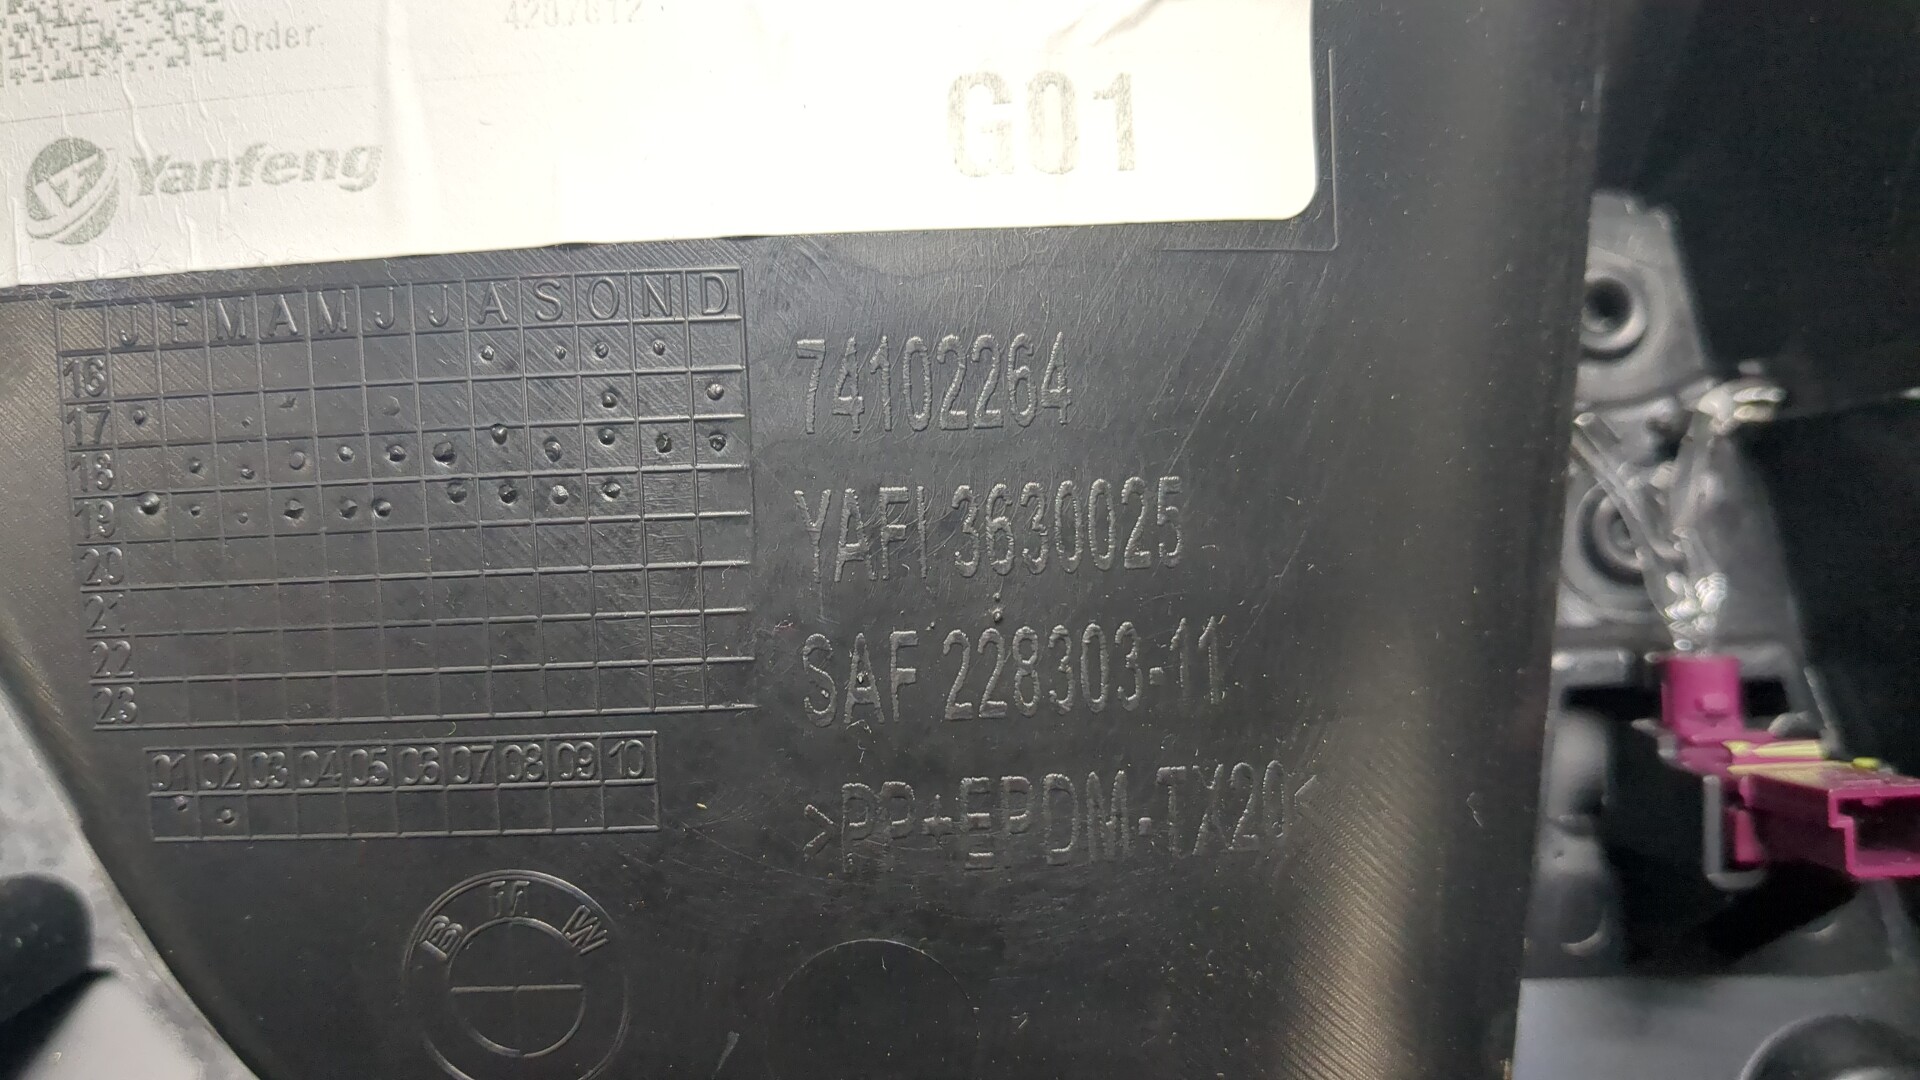 Order:
4287812
G01
Yanfeng
J F M A M J J A S O N D
16
17
18
19
20
21
22
23
74102264
YAFI 3630025
SAF 228303-11
>PP+EPDM-TX20<
01 02 03 04 05 06 07 08 09 10
BMW